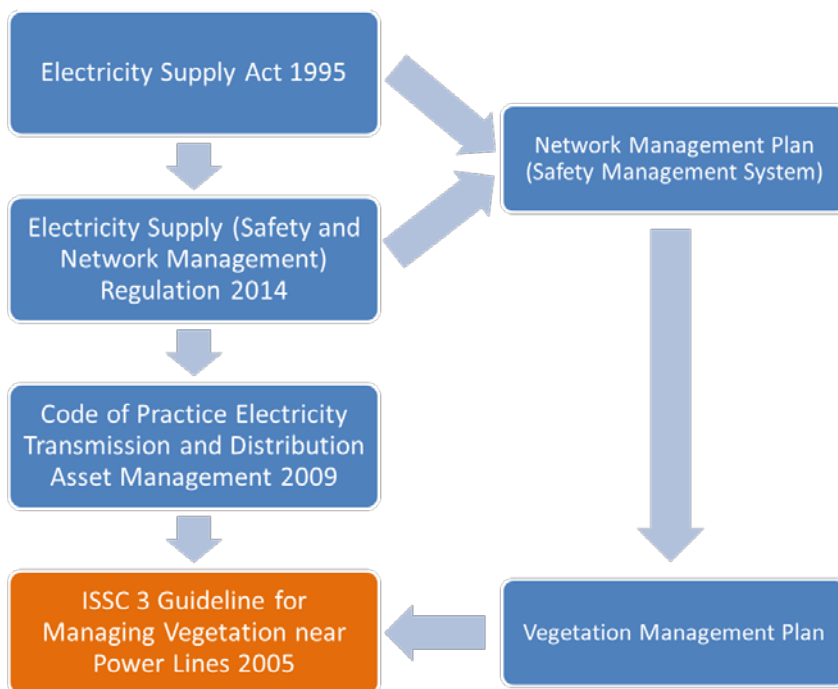 Electricity Supply Act 1995
Network Management Plan
(Safety Management System)
Electricity Supply (Safety and
Network Management)
Regulation 2014
Code of Practice Electricity
Transmission and Distribution
Asset Management 2009
ISSC 3 Guideline for
Managing Vegetation near
Power Lines 2005
Vegetation Management Plan